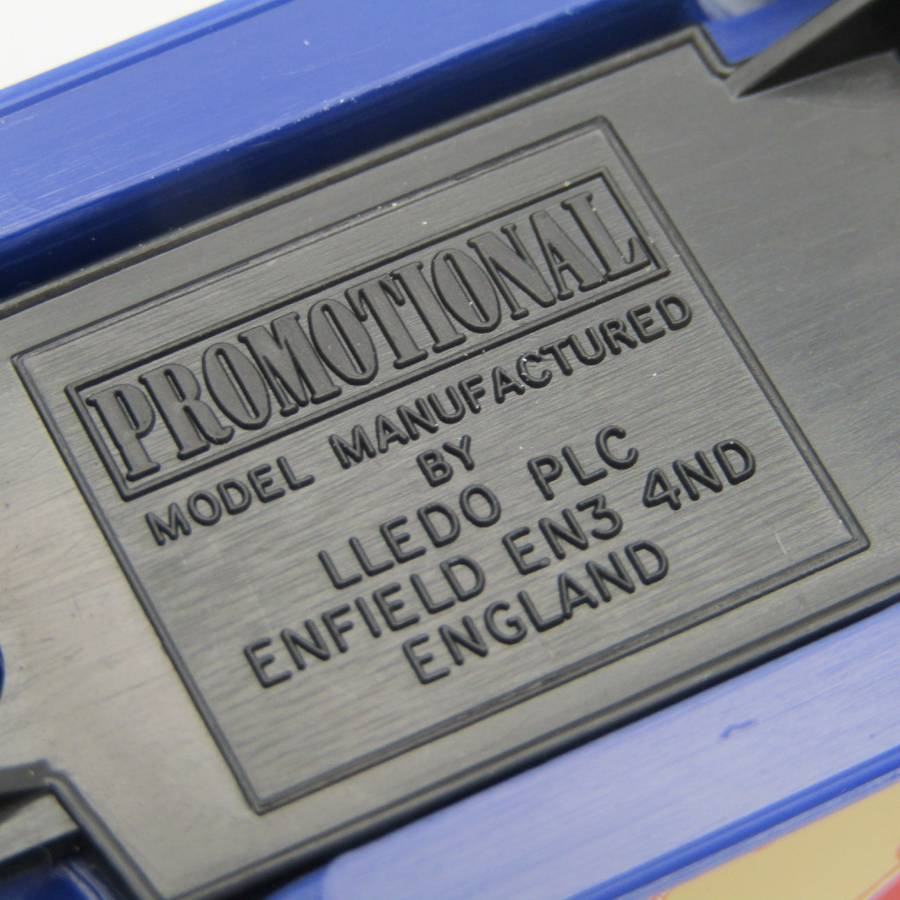 PROMOTIONAL
MODEL MANUFACTURED
BY
LLEDO PLC
ENFIELD EN3 4ND
ENGLAND